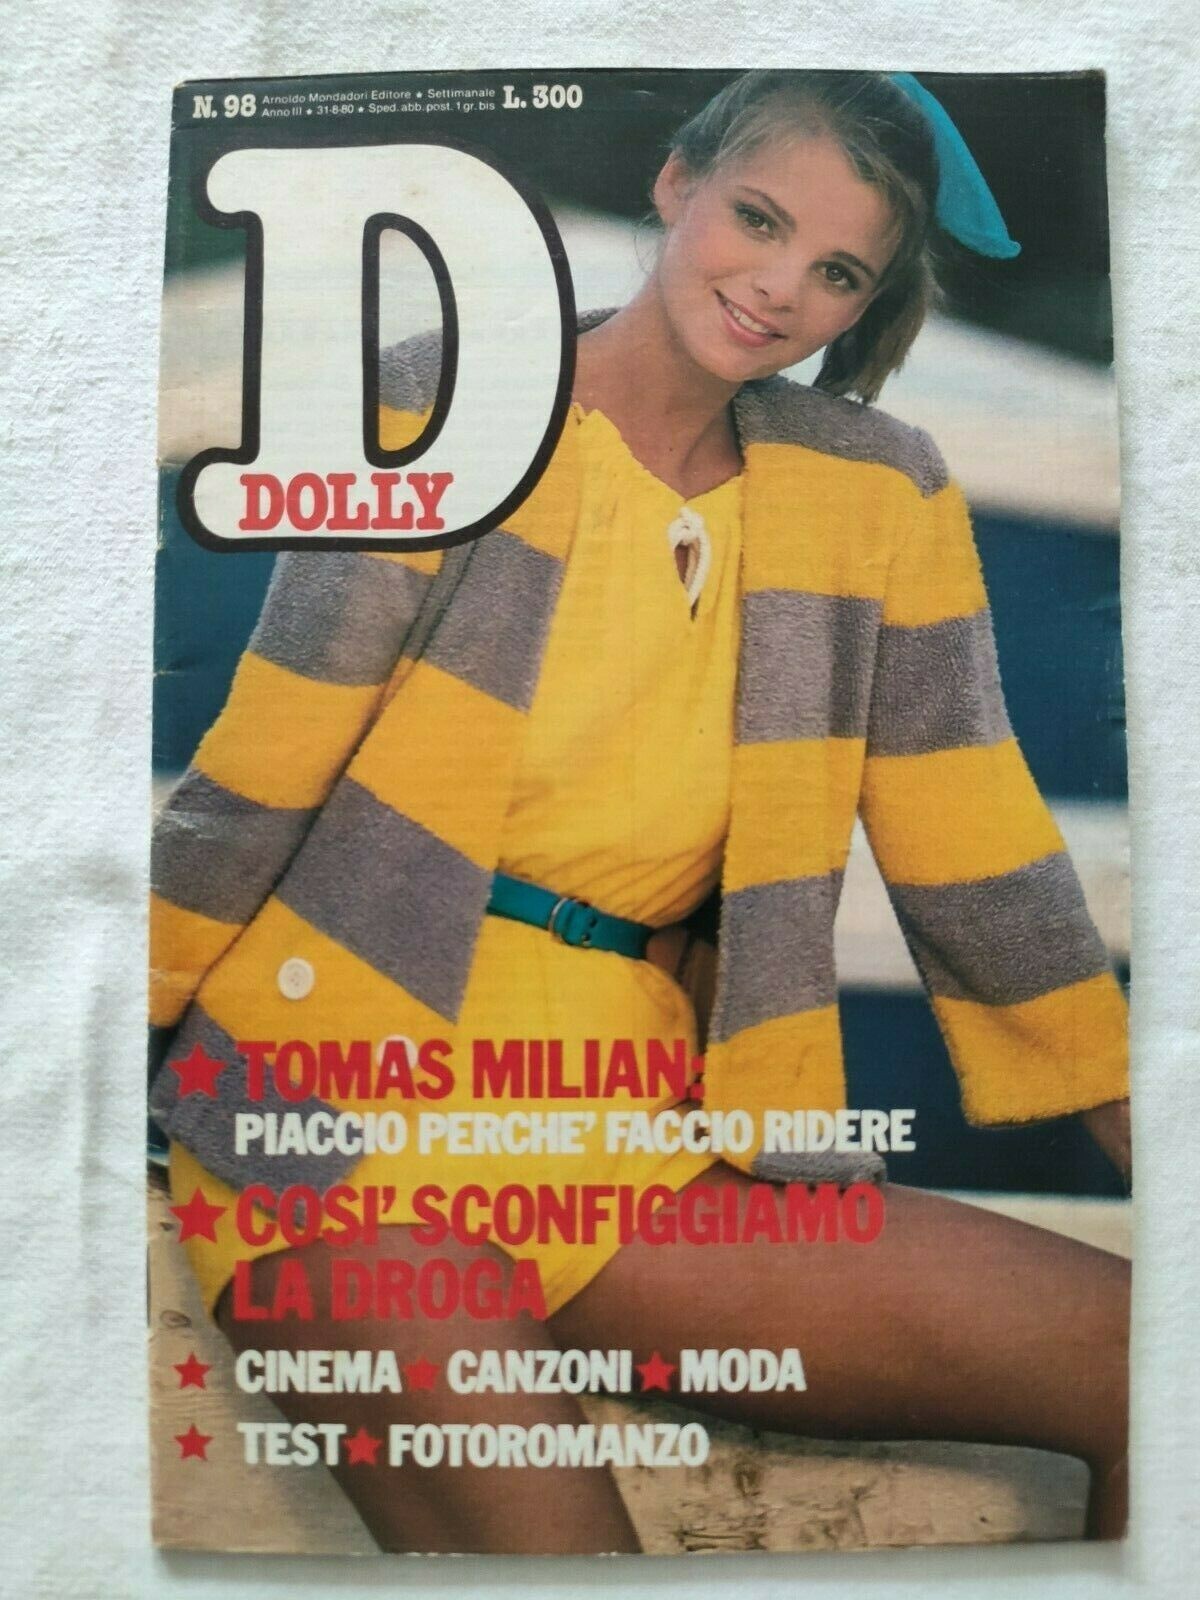 N. 98 Arnoldo Mondadori Editore ★ Settimanale L. 300
Anno III ★ 31-8-80 ★ Sped. abb. post. 1 gr. bis
D
DOLLY
★ TOMAS MILIAN:
PIACCIO PERCHE' FACCIO RIDERE
★ COSI' SCONFIGGIAMO
LA DROGA
★ CINEMA ★ CANZONI ★ MODA
★ TEST ★ FOTOROMANZO